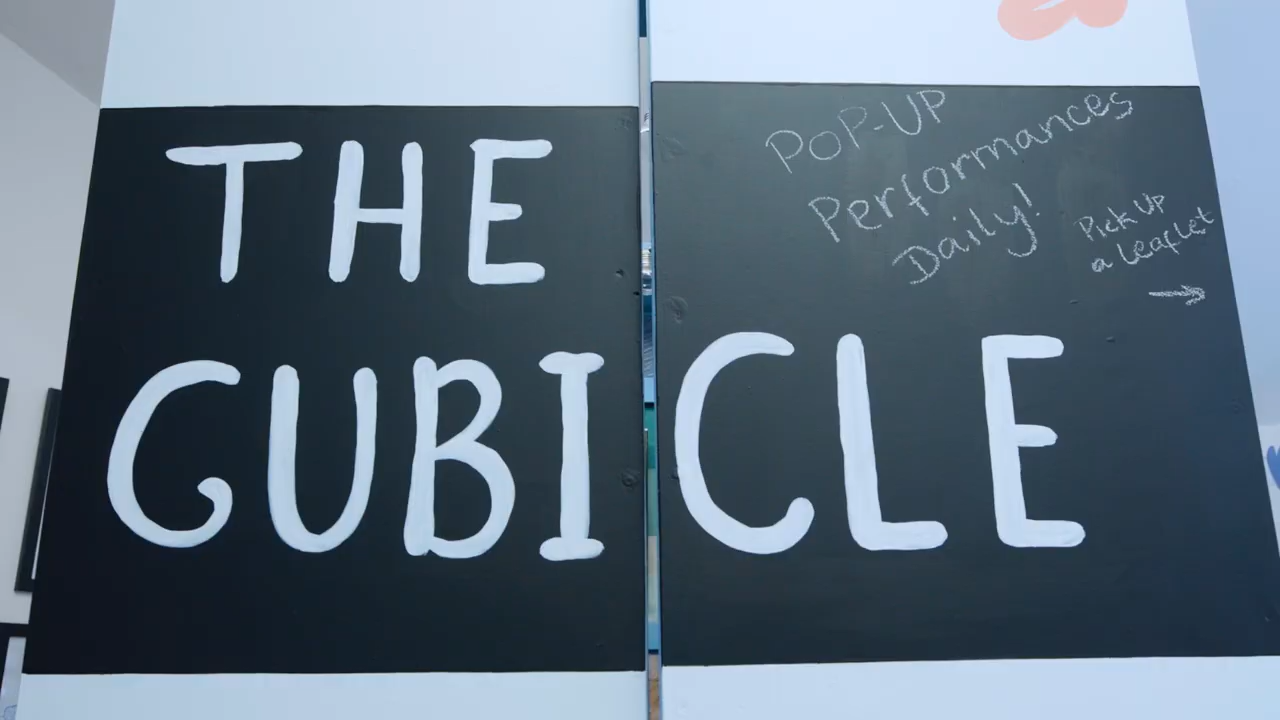 THE
CUBICLE
POP-UP
Performances
Daily!
Pick Up
a leaflet